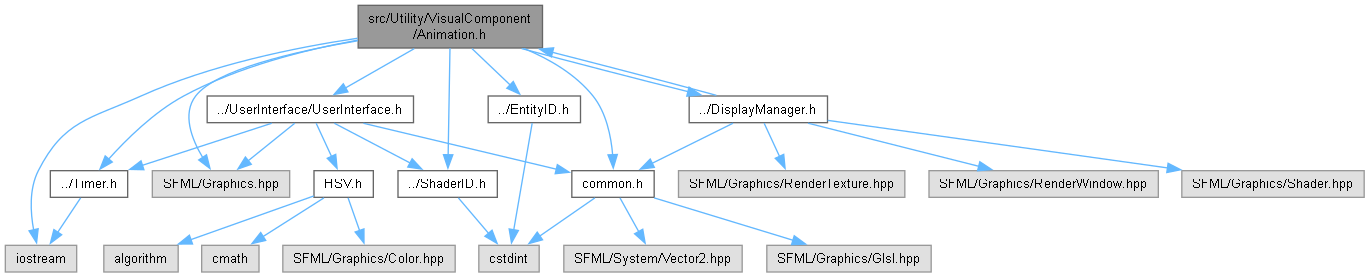 src/Utility/VisualComponent
/Animation.h
../UserInterface/UserInterface.h
../EntityID.h
../DisplayManager.h
../Timer.h
SFML/Graphics.hpp
HSV.h
../ShaderID.h
common.h
SFML/Graphics/RenderTexture.hpp
SFML/Graphics/RenderWindow.hpp
SFML/Graphics/Shader.hpp
iostream
algorithm
cmath
SFML/Graphics/Color.hpp
cstdint
SFML/System/Vector2.hpp
SFML/Graphics/Glsl.hpp